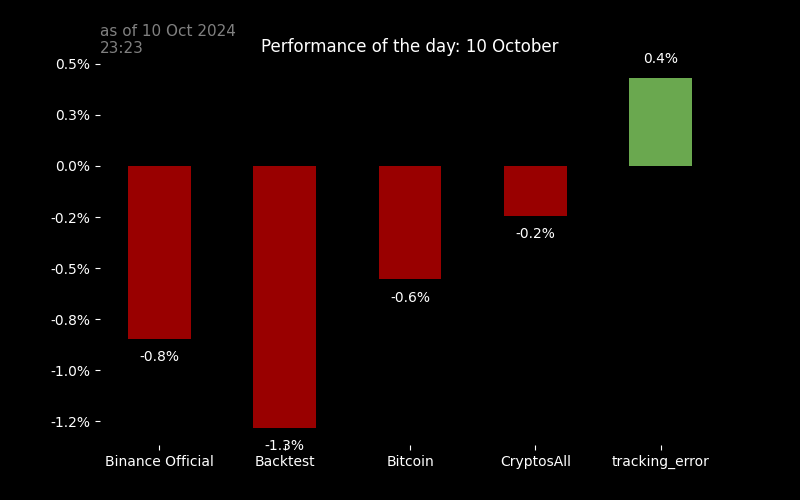 as of 10 Oct 2024
23:23
Performance of the day: 10 October
0.5%
0.3%
0.0%
-0.2%
-0.5%
-0.8%
-1.0%
-1.2%
0.4%
-0.2%
-0.6%
-0.8%
-1.3%
Binance Official
Backtest
Bitcoin
CryptosAll
tracking_error